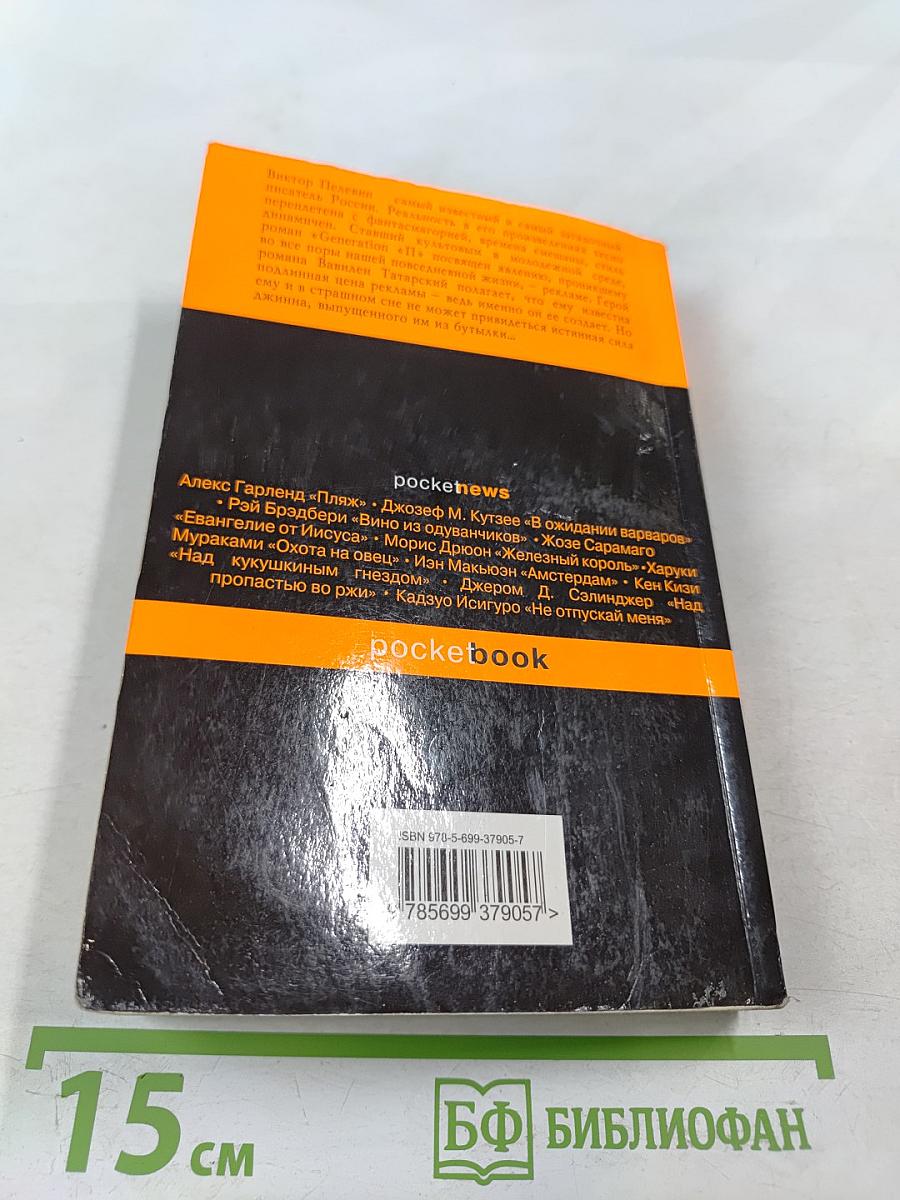 Виктор Пелевин самый известный и самый загадочный
писатель России. Реальность в его произведениях тесно
переплетена с фантасмагорией, времена смешаны, стиль
динамичен. Ставший культовым в молодежной среде,
роман «Generation «П» посвящен явлению, проникшему
во все поры нашей повседневной жизни, – рекламе. Герой
романа Вавилен Татарский полагает, что ему известна
подлинная цена рекламы – ведь именно он ее создает. Но
ему и в страшном сне не может привидеться истинная сила
джинна, выпущенного им из бутылки...
pocketnews
Алекс Гарленд «Пляж» • Джозеф М. Кутзее «В ожидании варваров»
• Рэй Брэдбери «Вино из одуванчиков» • Жозе Сарамаго
«Евангелие от Иисуса» • Морис Дрюон «Железный король» • Харуки
Мураками «Охота на овец» • Иэн Макьюэн «Амстердам» • Кен Кизи
«Над кукушкиным гнездом» • Джером Д. Сэлинджер «Над
пропастью во ржи» • Кадзуо Исигуро «Не отпускай меня»
pocketbook
ISBN 978-5-699-37905-7
785699 379057 >
15 см
БФ БИБЛИОФАН